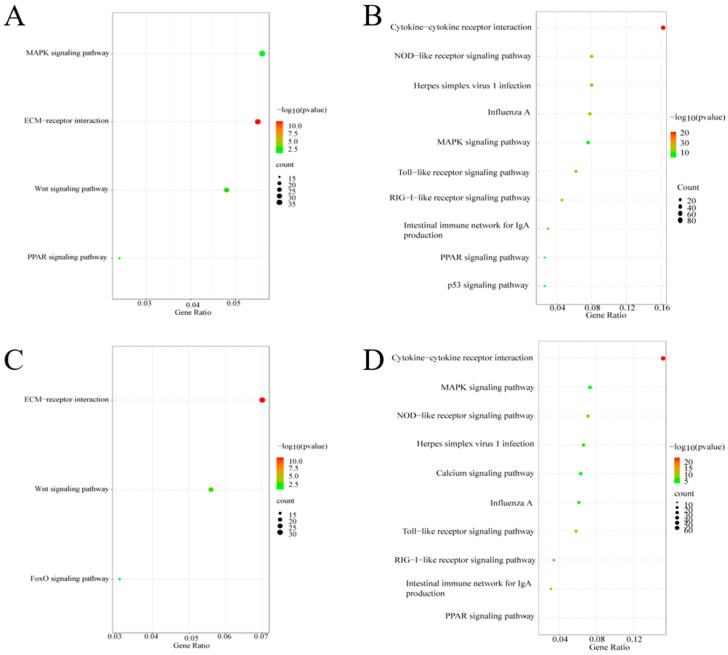 A
MAPK signaling pathway
ECM−receptor interaction
Wnt signaling pathway
PPAR signaling pathway
0.03 0.04 0.05
Gene Ratio
−log10(pvalue)
10.0
7.5
5.0
2.5
count
15
20
25
30
35
B
Cytokine−cytokine receptor interaction
NOD−like receptor signaling pathway
Herpes simplex virus 1 infection
Influenza A
MAPK signaling pathway
Toll−like receptor signaling pathway
RIG−I−like receptor signaling pathway
Intestinal immune network for IgA
production
PPAR signaling pathway
p53 signaling pathway
0.04 0.08 0.12 0.16
Gene Ratio
−log10(pvalue)
20
15
10
5
Count
20
40
60
80
C
ECM−receptor interaction
Wnt signaling pathway
FoxO signaling pathway
0.03 0.04 0.05 0.06 0.07
Gene Ratio
−log10(pvalue)
10.0
7.5
5.0
2.5
count
15
20
25
30
D
Cytokine−cytokine receptor interaction
MAPK signaling pathway
NOD−like receptor signaling pathway
Herpes simplex virus 1 infection
Calcium signaling pathway
Influenza A
Toll−like receptor signaling pathway
RIG−I−like receptor signaling pathway
Intestinal immune network for IgA
production
PPAR signaling pathway
0.04 0.08 0.12
Gene Ratio
−log10(pvalue)
20
15
10
5
count
10
20
60